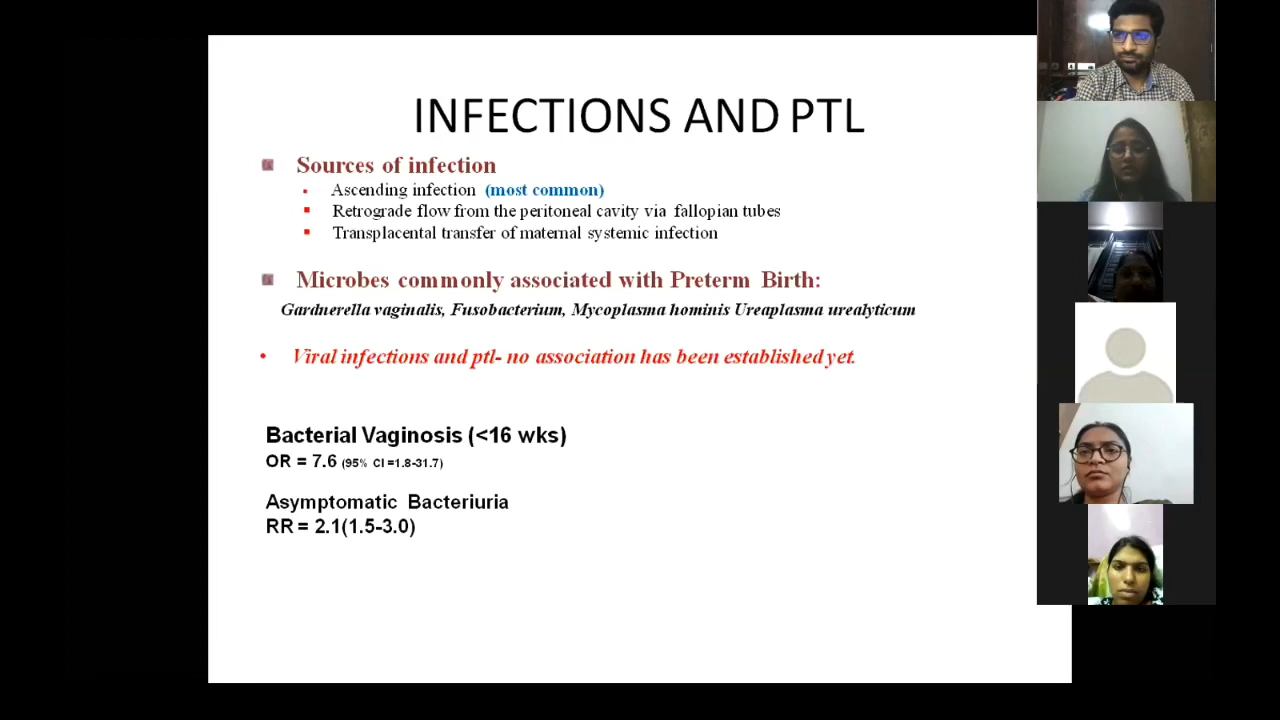 INFECTIONS AND PTL
Sources of infection
Ascending infection (most common)
Retrograde flow from the peritoneal cavity via fallopian tubes
Transplacental transfer of maternal systemic infection
Microbes commonly associated with Preterm Birth:
Gardnerella vaginalis, Fusobacterium, Mycoplasma hominis Ureaplasma urealyticum
• Viral infections and ptl- no association has been established yet.
Bacterial Vaginosis (<16 wks)
OR = 7.6 (95% CI =1.8-31.7)
Asymptomatic Bacteriuria
RR = 2.1(1.5-3.0)